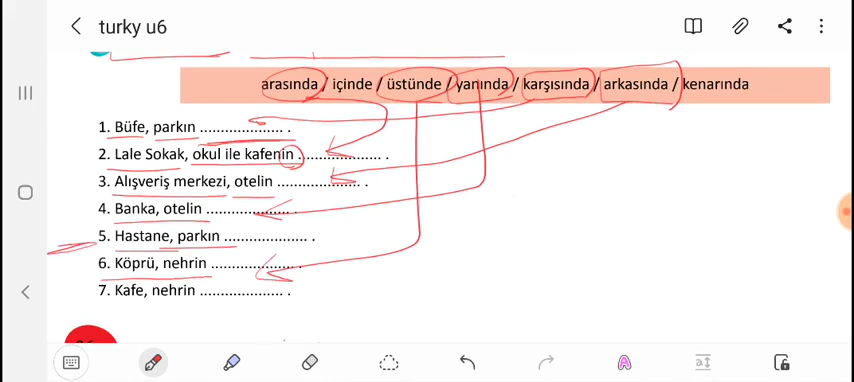 turky u6
arasında / içinde / üstünde / yanında / karşısında / arkasında / kenarında
1. Büfe, parkın ...................... .
2. Lale Sokak, okul ile kafenin ...................... .
3. Alışveriş merkezi, otelin ...................... .
4. Banka, otelin ...................... .
5. Hastane, parkın ...................... .
6. Köprü, nehrin ...................... .
7. Kafe, nehrin ...................... .